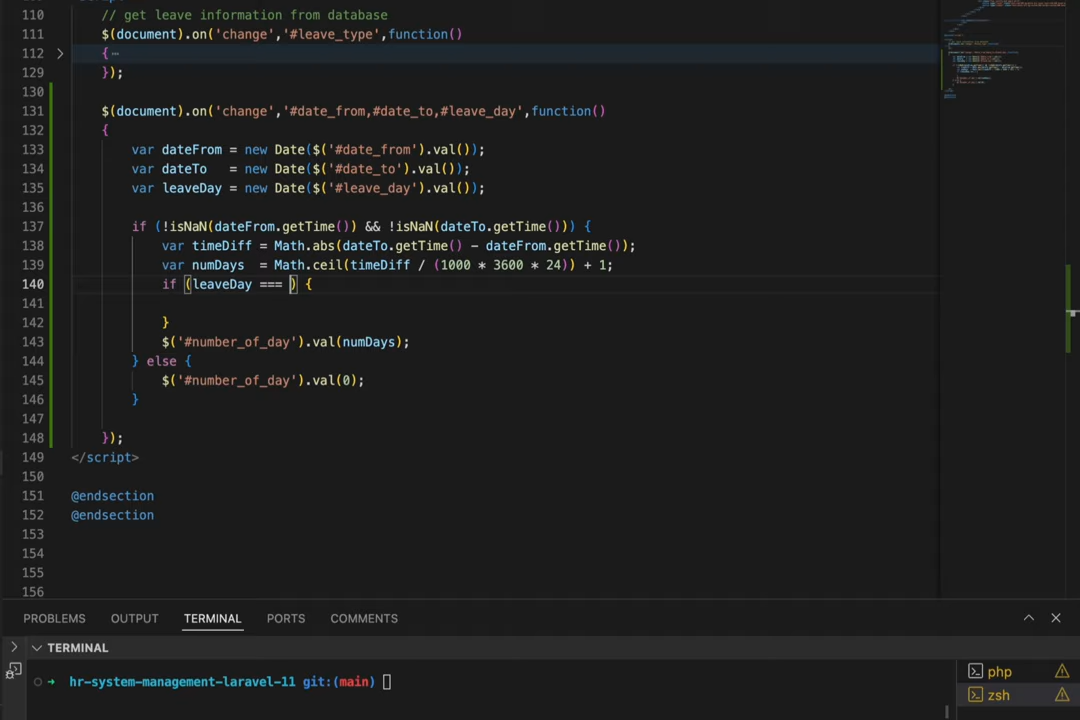 110 // get leave information from database
111 $(document).on('change','#leave_type',function()
112 > {…
129 });
130
131 $(document).on('change','#date_from,#date_to,#leave_day',function()
132 {
133 var dateFrom = new Date($('#date_from').val());
134 var dateTo   = new Date($('#date_to').val());
135 var leaveDay = new Date($('#leave_day').val());
136
137 if (!isNaN(dateFrom.getTime()) && !isNaN(dateTo.getTime())) {
138 var timeDiff = Math.abs(dateTo.getTime() - dateFrom.getTime());
139 var numDays  = Math.ceil(timeDiff / (1000 * 3600 * 24)) + 1;
140 if (leaveDay === ) {
141
142 }
143 $('#number_of_day').val(numDays);
144 } else {
145 $('#number_of_day').val(0);
146 }
147
148 });
149 </script>
150
151 @endsection
152 @endsection
153
154
155
156
PROBLEMS OUTPUT TERMINAL PORTS COMMENTS
TERMINAL
hr-system-management-laravel-11 git:(main)
php
zsh